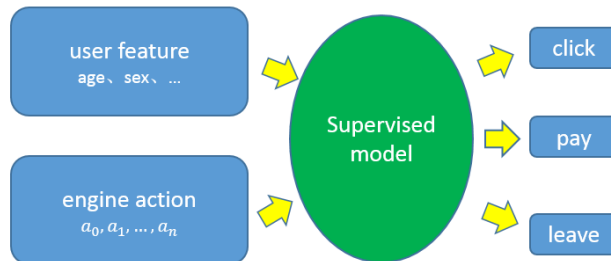 user feature
age、sex、…
engine action
a₀, a₁, … , aₙ
Supervised
model
click
pay
leave